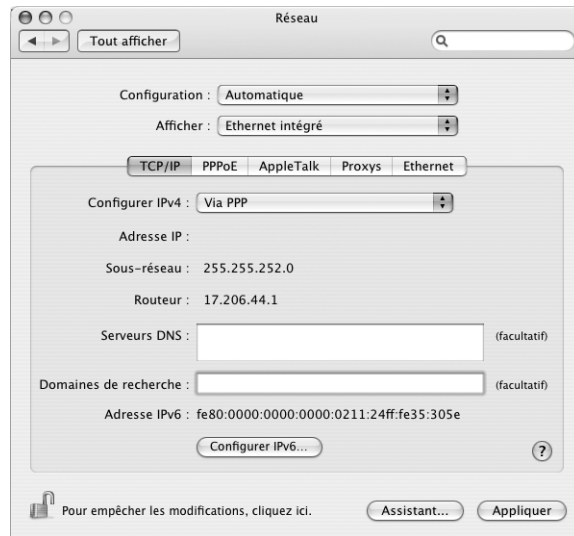 Réseau
Tout afficher
Configuration : Automatique
Afficher : Ethernet intégré
TCP/IP PPPoE AppleTalk Proxys Ethernet
Configurer IPv4 : Via PPP
Adresse IP :
Sous-réseau : 255.255.252.0
Routeur : 17.206.44.1
Serveurs DNS : (facultatif)
Domaines de recherche : (facultatif)
Adresse IPv6 : fe80:0000:0000:0000:0211:24ff:fe35:305e
Configurer IPv6...
?
Pour empêcher les modifications, cliquez ici. Assistant... Appliquer